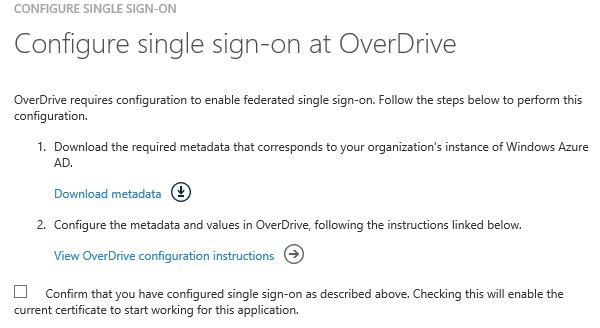 CONFIGURE SINGLE SIGN-ON
Configure single sign-on at OverDrive
OverDrive requires configuration to enable federated single sign-on. Follow the steps below to perform this
configuration.
1. Download the required metadata that corresponds to your organization's instance of Windows Azure
AD.
Download metadata
2. Configure the metadata and values in OverDrive, following the instructions linked below.
View OverDrive configuration instructions
Confirm that you have configured single sign-on as described above. Checking this will enable the
current certificate to start working for this application.